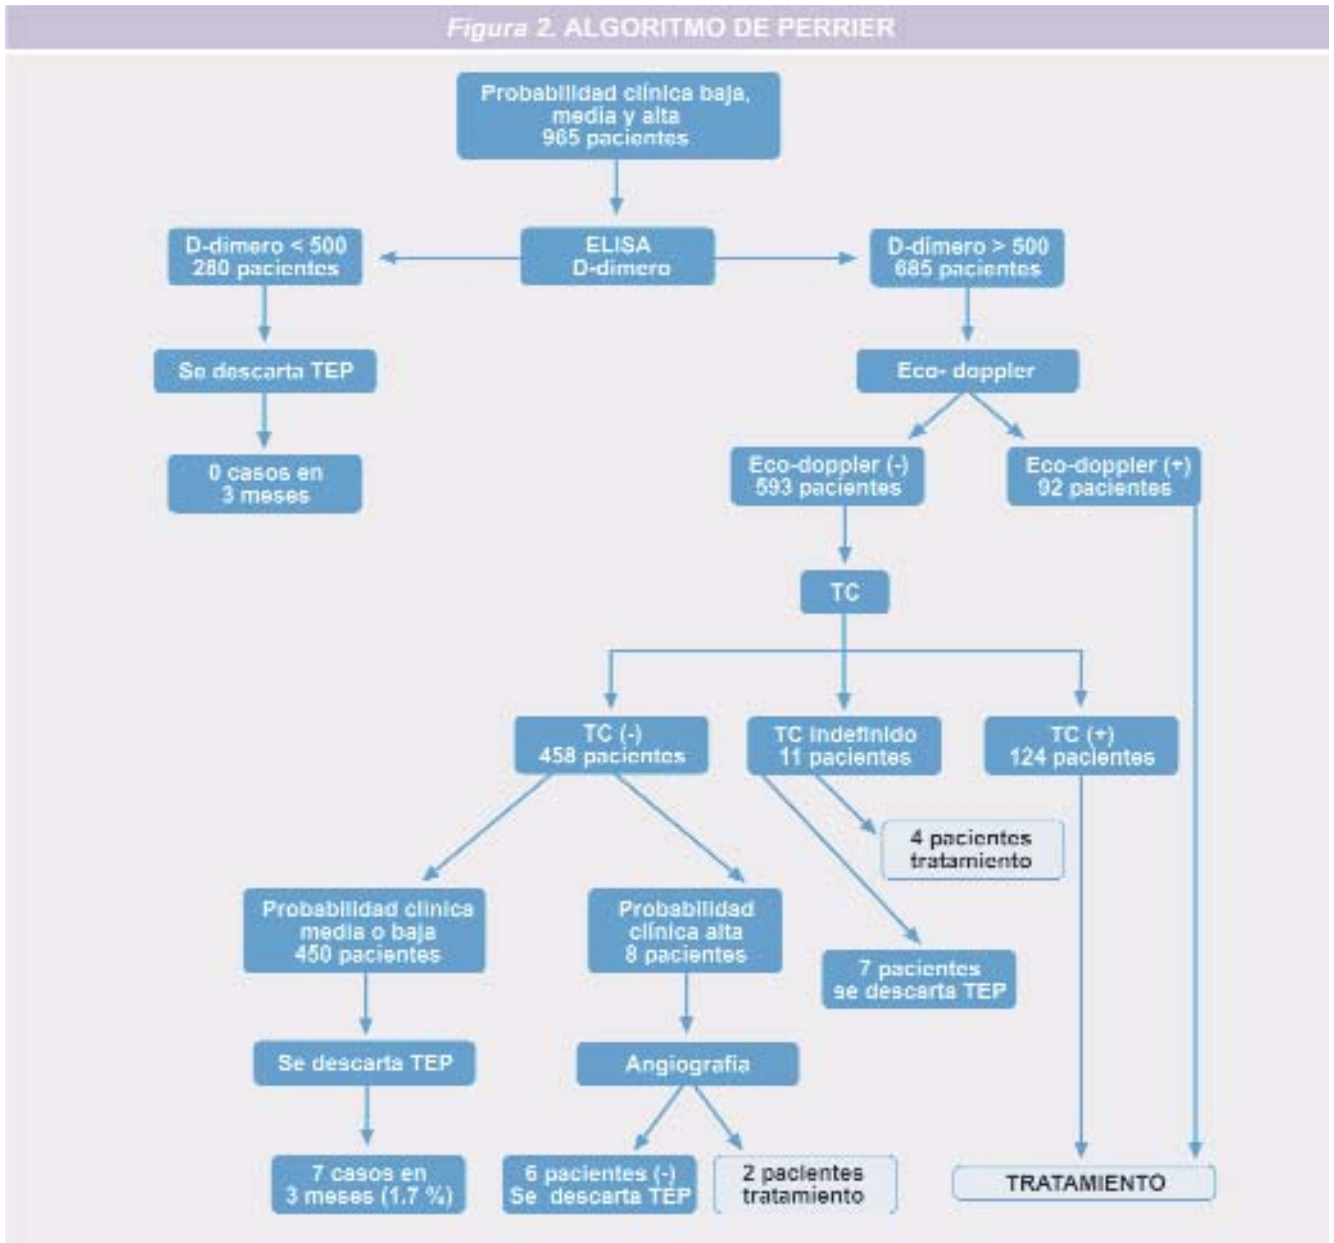 Figura 2. ALGORITMO DE PERRIER
Probabilidad clínica baja,
media y alta
965 pacientes
D-dimero < 500
280 pacientes
ELISA
D-dimero
D-dimero > 500
685 pacientes
Se descarta TEP
Eco- doppler
0 casos en
3 meses
Eco-doppler (-)
593 pacientes
Eco-doppler (+)
92 pacientes
TC
TC (-)
458 pacientes
TC indefinido
11 pacientes
TC (+)
124 pacientes
4 pacientes
tratamiento
Probabilidad clínica
media o baja
450 pacientes
Probabilidad
clínica alta
8 pacientes
7 pacientes
se descarta TEP
Se descarta TEP
Angiografia
7 casos en
3 meses (1.7 %)
6 pacientes (-)
Se descarta TEP
2 pacientes
tratamiento
TRATAMIENTO